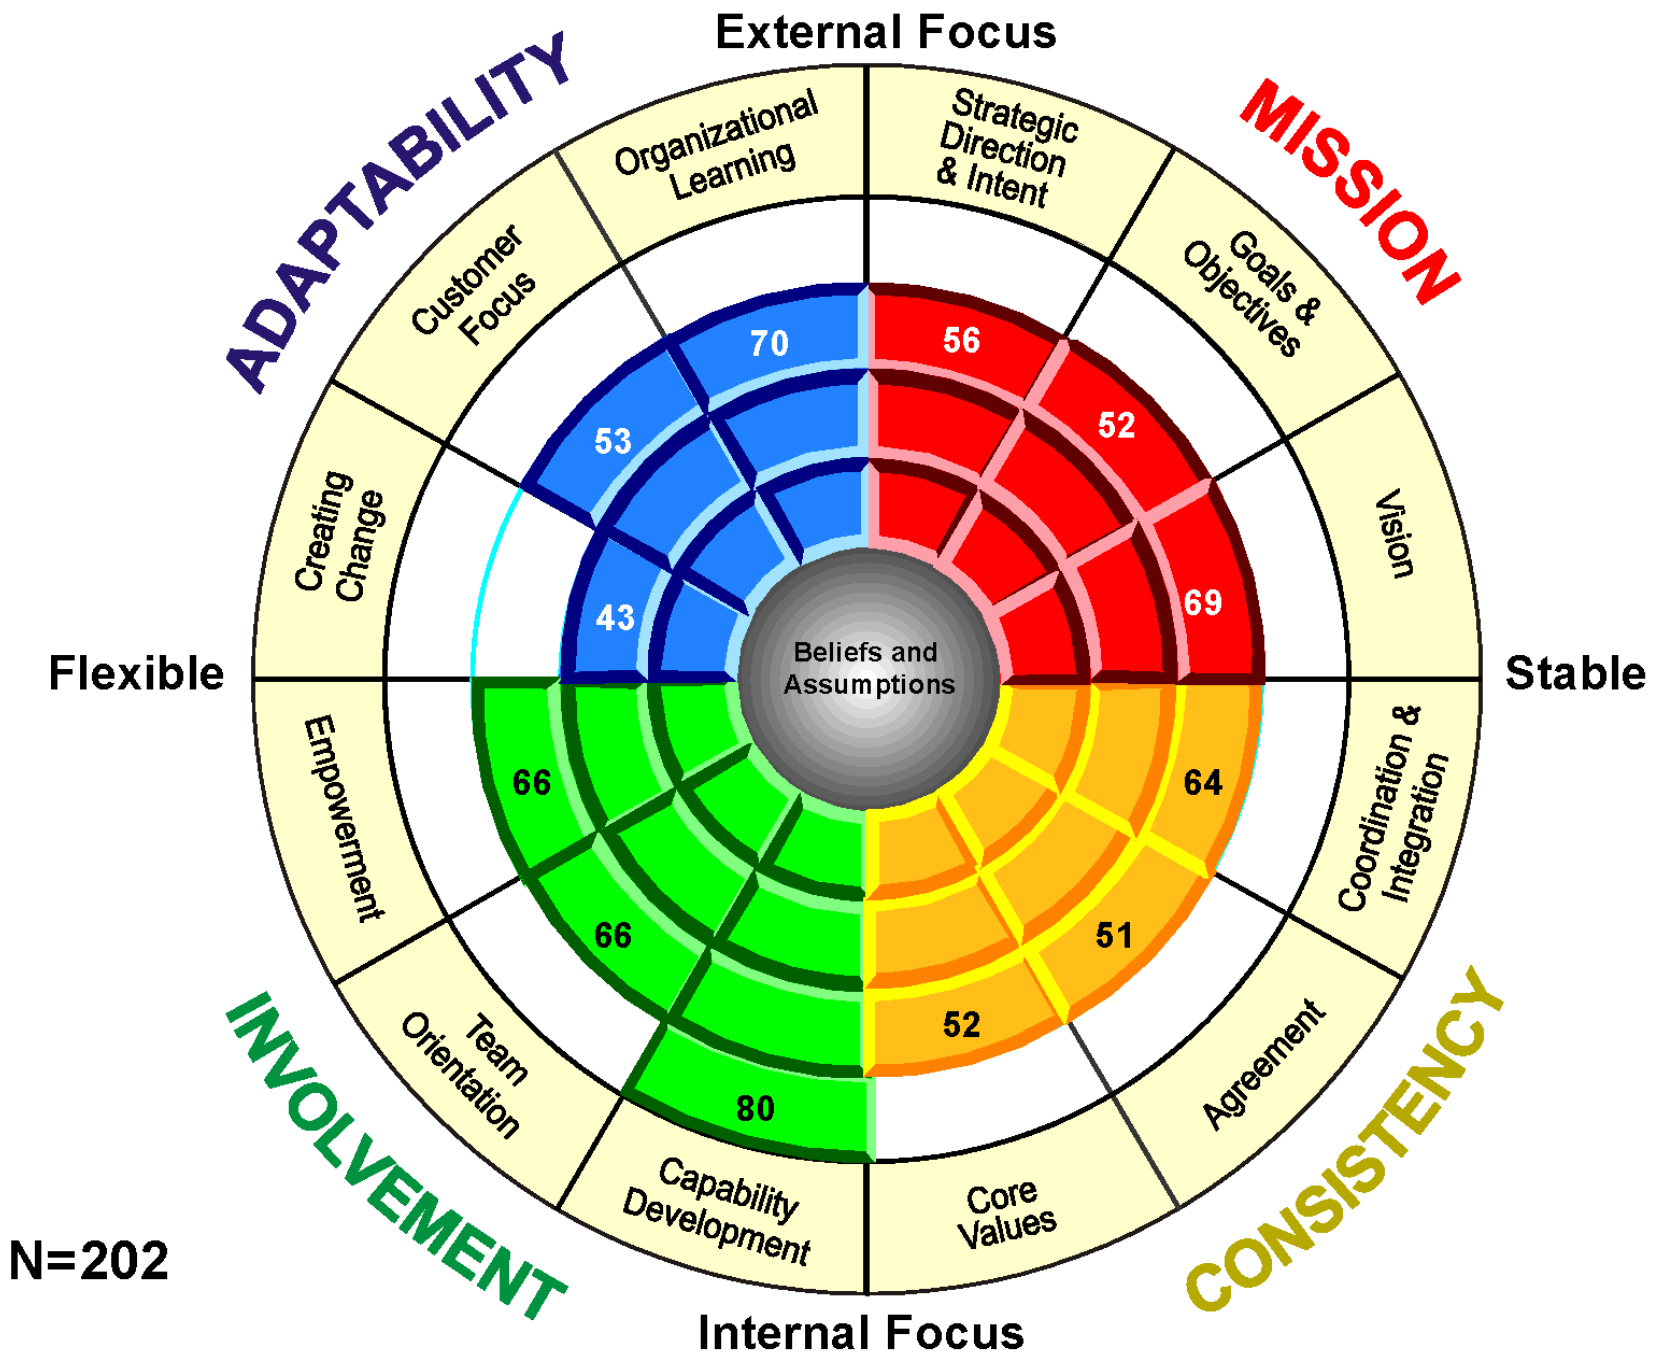 External Focus
ADAPTABILITY
MISSION
Organizational
Learning
Strategic
Direction
& Intent
Customer
Focus
Goals &
Objectives
70
56
53
52
Creating
Change
Vision
43
69
Beliefs and
Assumptions
Flexible
Stable
Empowerment
66
64
Coordination &
Integration
66
51
Team
Orientation
Agreement
52
80
Capability
Development
Core
Values
INVOLVEMENT
CONSISTENCY
N=202
Internal Focus